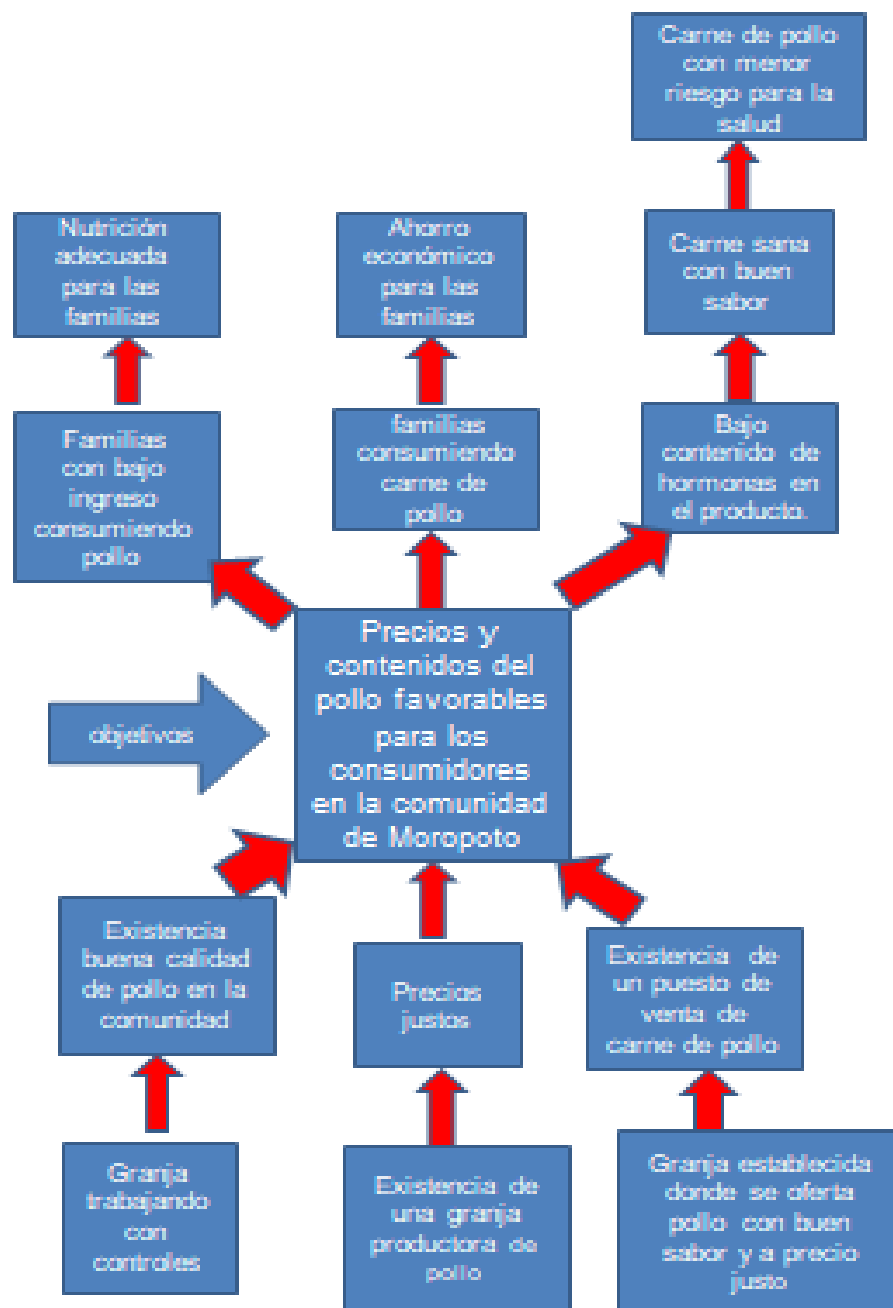 Carne de pollo
con menor
riesgo para la
salud
Nutrición
adecuada
para las
familias
Ahorro
económico
para las
familias
Carne sana
con buen
sabor
Familias
con bajo
ingreso
consumiendo
pollo
familias
consumiendo
carne de
pollo
Bajo
contenido de
hormonas en
el producto.
Precios y
contenidos del
pollo favorables
para los
consumidores
en la comunidad
de Moropoto
objetivos
Existencia
buena calidad
de pollo en la
comunidad
Precios
justos
Existencia de
un puesto de
venta de
carne de pollo
Granja
trabajando
con
controles
Existencia de
una granja
productora de
pollo
Granja establecida
donde se oferta
pollo con buen
sabor y a precio
justo